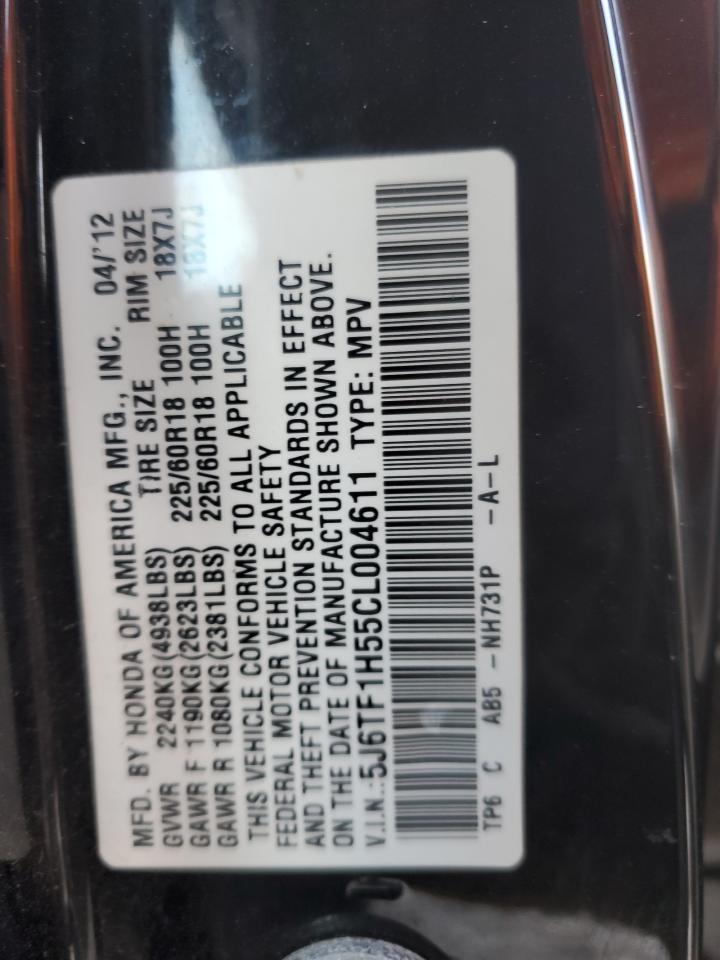 MFD. BY HONDA OF AMERICA MFG., INC. 04/'12
GVWR 2240KG(4938LBS) TIRE SIZE RIM SIZE
GAWR F 1190KG(2623LBS) 225/60R18 100H 18X7J
GAWR R 1080KG(2381LBS) 225/60R18 100H 18X7J
THIS VEHICLE CONFORMS TO ALL APPLICABLE
FEDERAL MOTOR VEHICLE SAFETY
AND THEFT PREVENTION STANDARDS IN EFFECT
ON THE DATE OF MANUFACTURE SHOWN ABOVE.
V.I.N.:5J6TF1H55CL004611 TYPE: MPV
TP6 C AB5 -NH731P -A-L